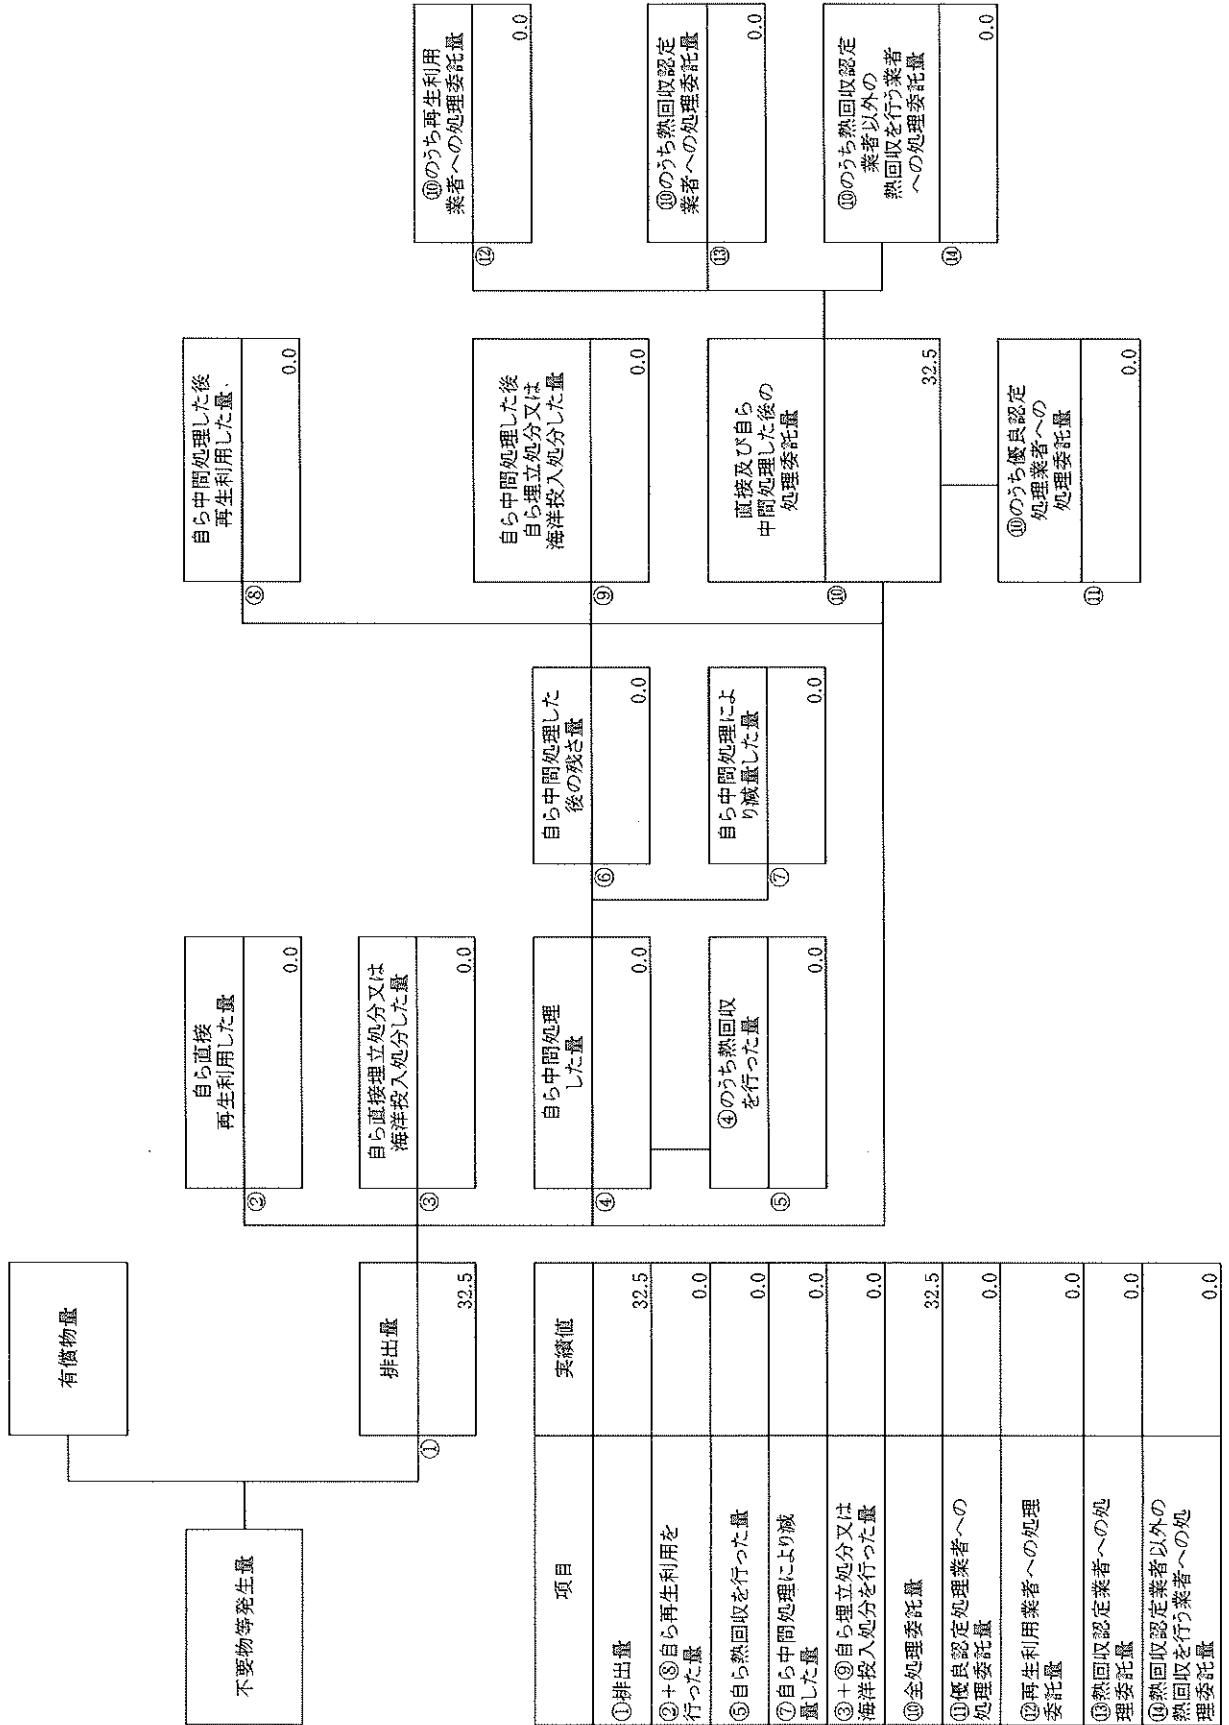 不要物等発生量
有償物量
①
排出量
32.5
②
自ら直接
再生利用した量
0.0
③
自ら直接埋立処分又は
海洋投入処分した量
0.0
④
自ら中間処理
した量
0.0
⑤
④のうち熱回収
を行った量
0.0
⑥
自ら中間処理した
後の残さ量
0.0
⑦
自ら中間処理によ
り減量した量
0.0
⑧
自ら中間処理した後
再生利用した量、
0.0
⑨
自ら中間処理した後
自ら埋立処分又は
海洋投入処分した量
0.0
⑩
直接及び自ら
中間処理した後の
処理委託量
32.5
⑪
⑩のうち優良認定
処理業者への
処理委託量
0.0
⑫
⑩のうち再生利用
業者への処理委託量
0.0
⑬
⑩のうち熱回収認定
業者への処理委託量
0.0
⑭
⑩のうち熱回収認定
業者以外の
熱回収を行う業者
への処理委託量
0.0
項目 実績値
①排出量 32.5
②+⑧自ら再生利用を
行った量 0.0
⑤自ら熱回収を行った量 0.0
⑦自ら中間処理により減
量した量 0.0
③+⑨自ら埋立処分又は
海洋投入処分を行った量 0.0
⑩全処理委託量 32.5
⑪優良認定処理業者への
処理委託量 0.0
⑫再生利用業者への処理
委託量 0.0
⑬熱回収認定業者への処
理委託量 0.0
⑭熱回収認定業者以外の
熱回収を行う業者への処
理委託量 0.0